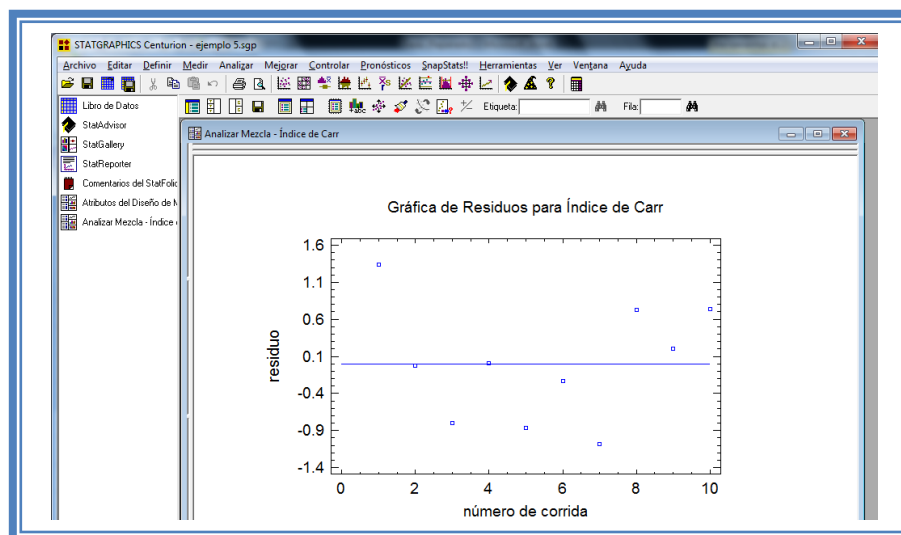 STATGRAPHICS Centurion - ejemplo 5.sgp
Archivo Editar Definir Medir Analizar Mejorar Controlar Pronósticos SnapStats!! Herramientas Ver Ventana Ayuda
Etiqueta: Fila:
Libro de Datos
StatAdvisor
StatGallery
StatReporter
Comentarios del StatFolio
Atributos del Diseño de M
Analizar Mezcla - Índice
Analizar Mezcla - Índice de Carr
Gráfica de Residuos para Índice de Carr
1.6
1.1
0.6
0.1
-0.4
-0.9
-1.4
residuo
0 2 4 6 8 10
número de corrida